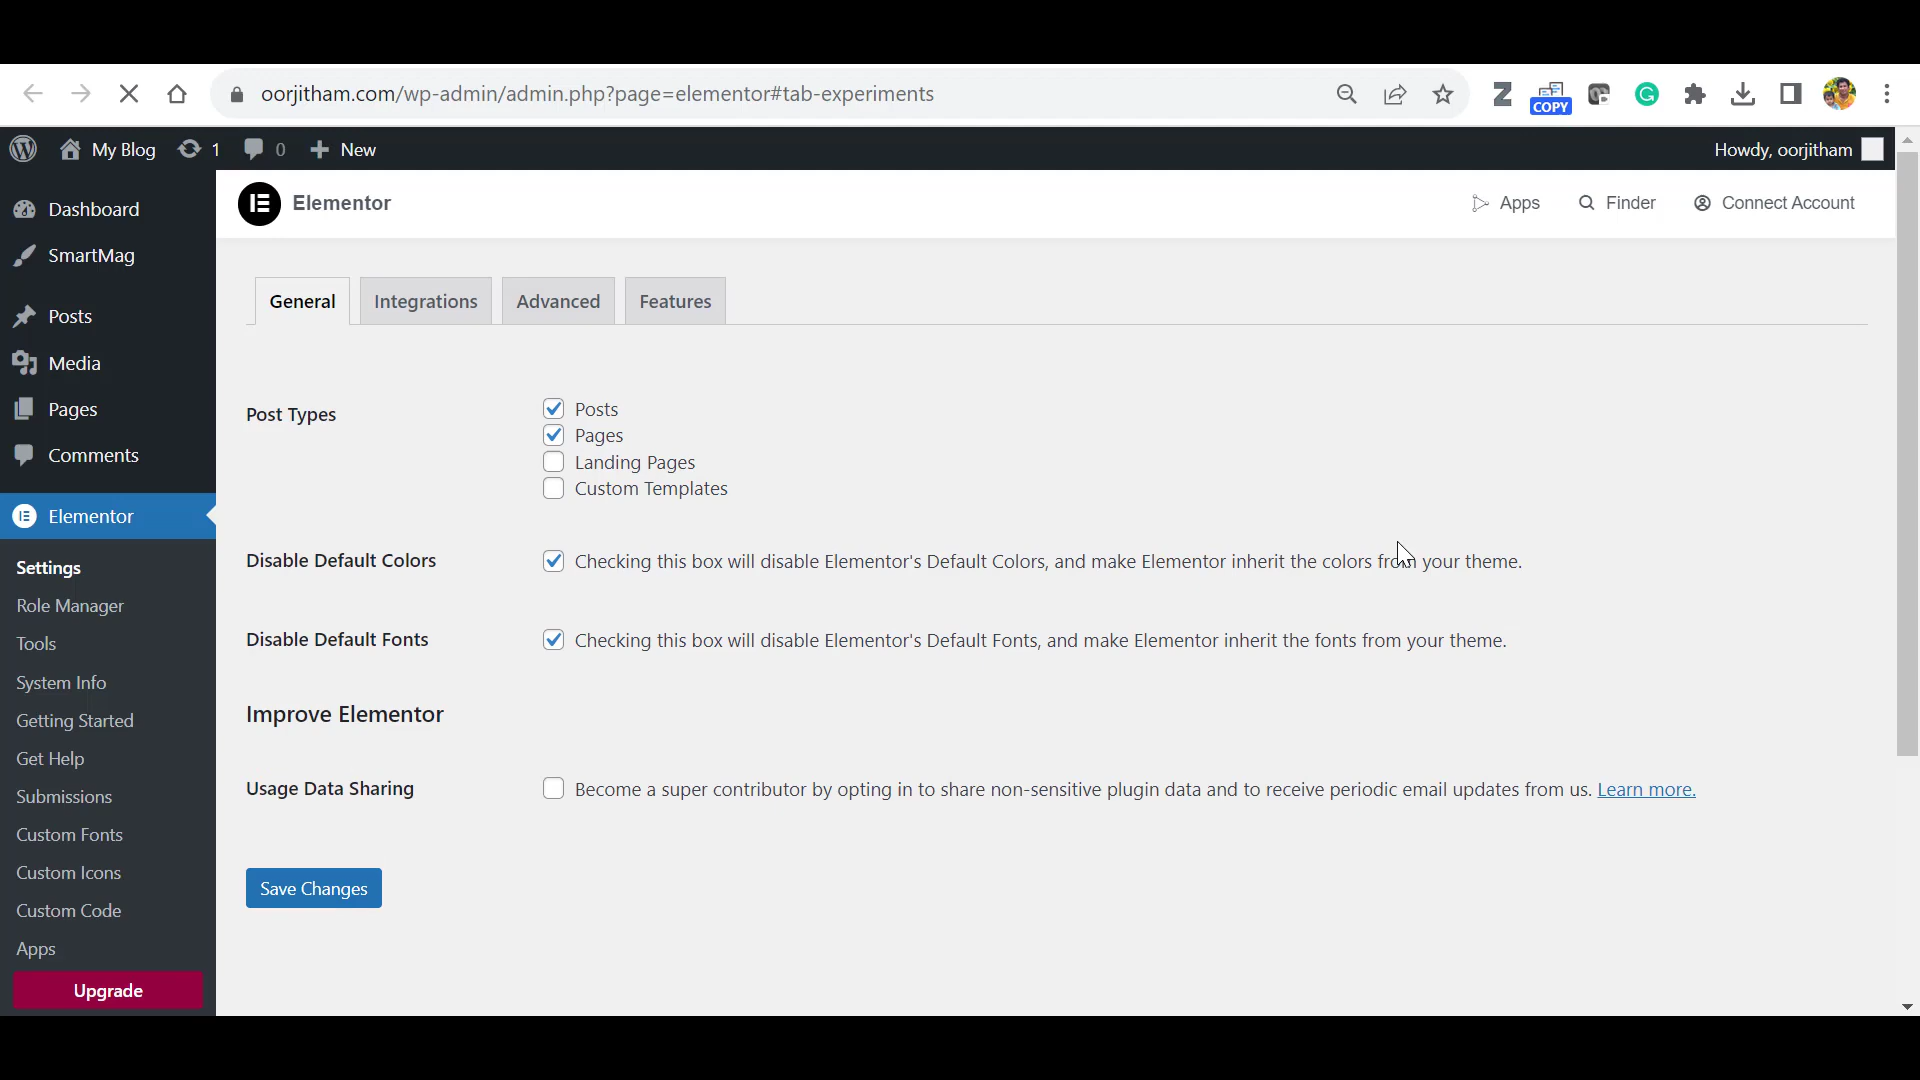 oorjitham.com/wp-admin/admin.php?page=elementor#tab-experiments
COPY
My Blog 1 0 New
Howdy, oorjitham
Elementor
Apps Finder Connect Account
Dashboard
SmartMag
Posts
Media
Pages
Comments
Elementor
Settings
Role Manager
Tools
System Info
Getting Started
Get Help
Submissions
Custom Fonts
Custom Icons
Custom Code
Apps
Upgrade
General Integrations Advanced Features
Post Types
Posts
Pages
Landing Pages
Custom Templates
Disable Default Colors
Checking this box will disable Elementor's Default Colors, and make Elementor inherit the colors from your theme.
Disable Default Fonts
Checking this box will disable Elementor's Default Fonts, and make Elementor inherit the fonts from your theme.
Improve Elementor
Usage Data Sharing
Become a super contributor by opting in to share non-sensitive plugin data and to receive periodic email updates from us. Learn more.
Save Changes